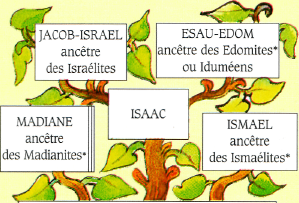 JACOB-ISRAEL
ancêtre
des Israélites
ESAU-EDOM
ancêtre des Edomites*
ou Iduméens
MADIANE
ancêtre
des Madianites*
ISAAC
ISMAEL
ancêtre
des Ismaélites*